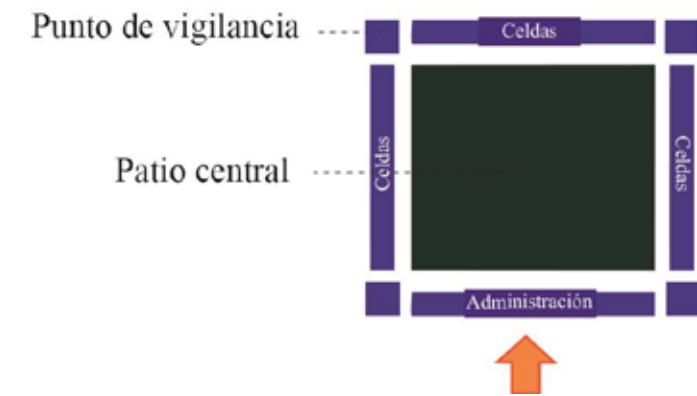 Punto de vigilancia
Celdas
Celdas
Patio central
Celdas
Administración